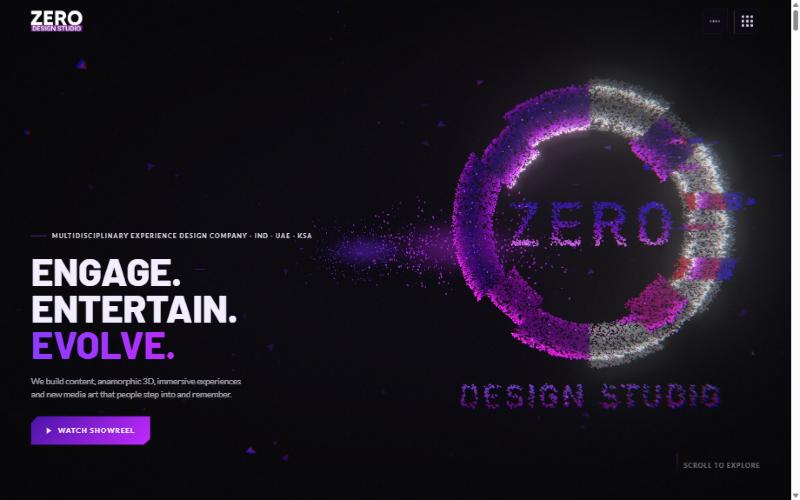 ZERO
DESIGN STUDIO
MULTIDISCIPLINARY EXPERIENCE DESIGN COMPANY · IND · UAE · KSA
ENGAGE.
ENTERTAIN.
EVOLVE.
We build content, anamorphic 3D, immersive experiences
and new media art that people step into and remember.
WATCH SHOWREEL
ZERO
DESIGN STUDIO
SCROLL TO EXPLORE